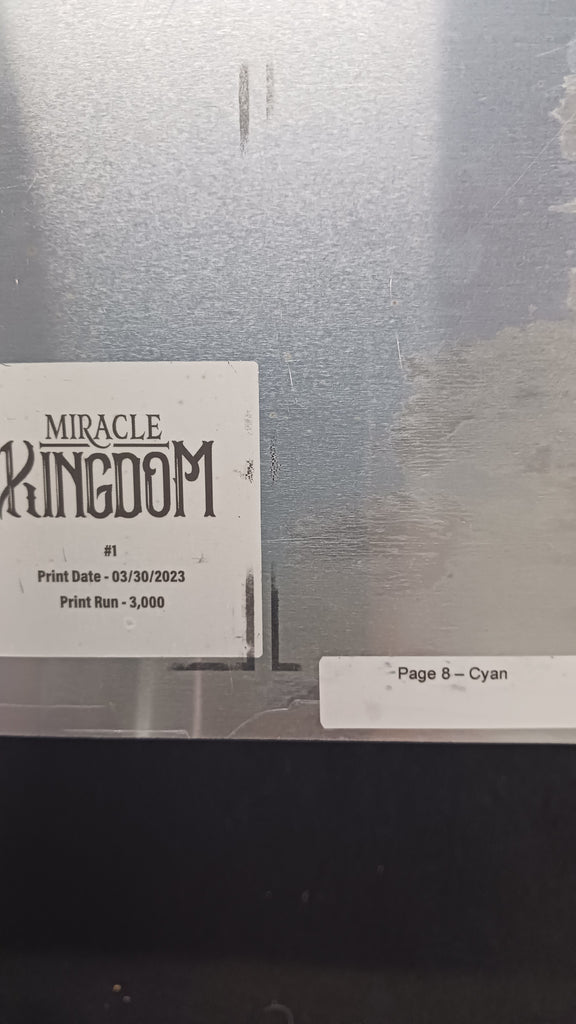 MIRACLE
KINGDOM
#1
Print Date - 03/30/2023
Print Run - 3,000
Page 8 – Cyan